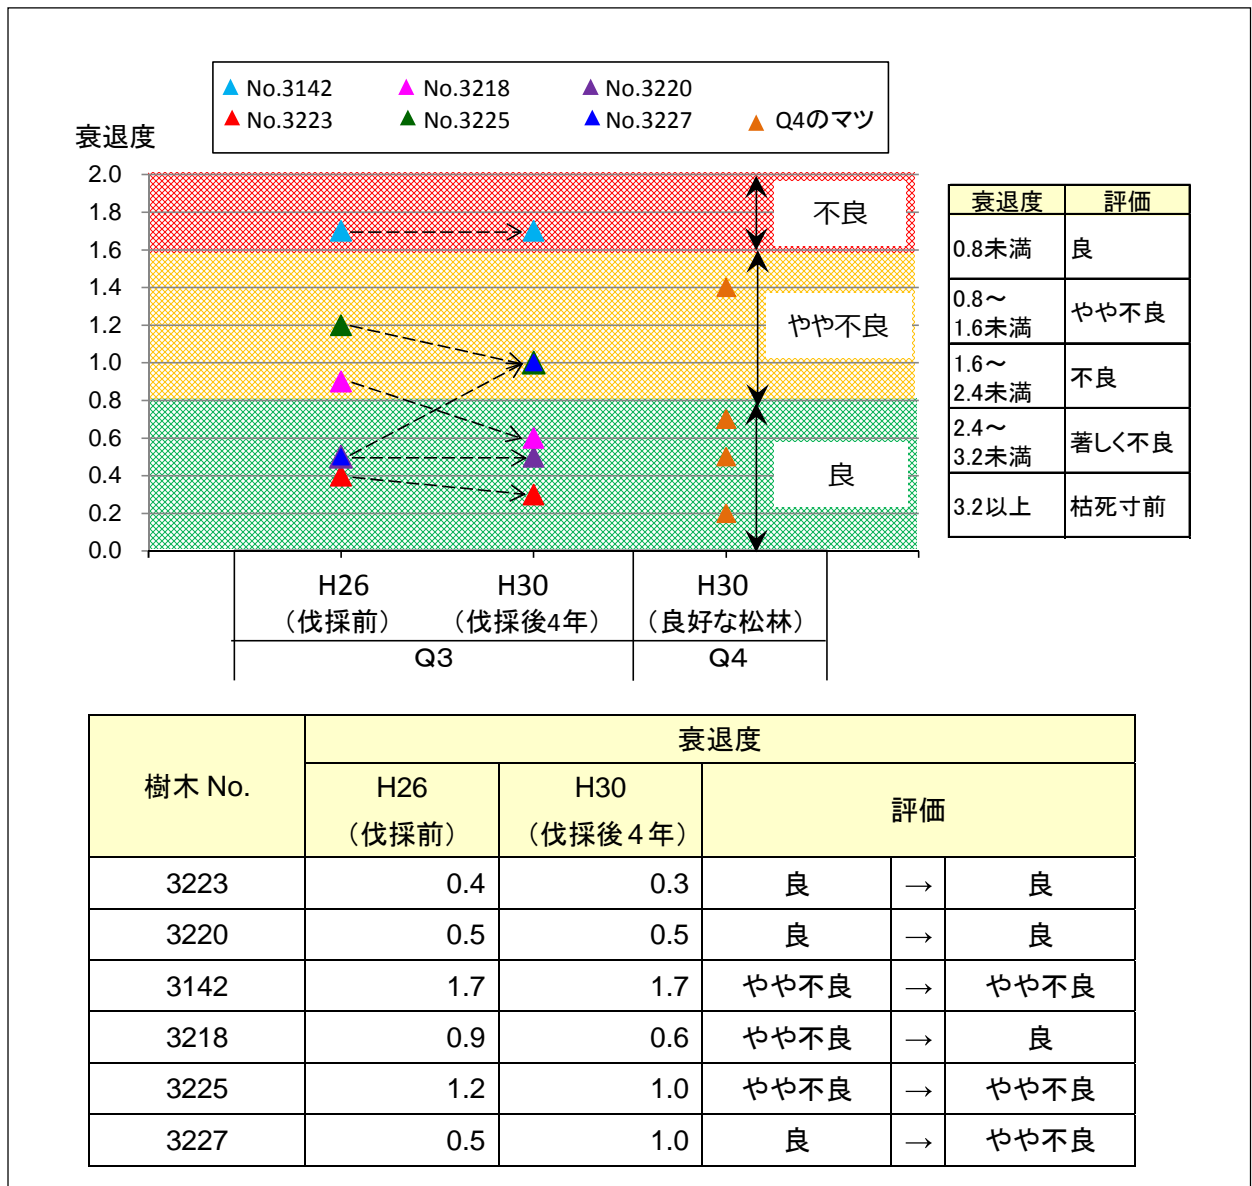 No.3142 No.3218 No.3220
No.3223 No.3225 No.3227 Q4のマツ
衰退度
2.0
1.8
1.6
1.4
1.2
1.0
0.8
0.6
0.4
0.2
0.0
不良
やや不良
良
H26 H30 H30
（伐採前） （伐採後4年） （良好な松林）
Q3 Q4
衰退度 評価
0.8未満 良
0.8～
1.6未満 やや不良
1.6～
2.4未満 不良
2.4～
3.2未満 著しく不良
3.2以上 枯死寸前
樹木 No. 衰退度
H26 H30 評価
（伐採前） （伐採後４年）
3223 0.4 0.3 良 → 良
3220 0.5 0.5 良 → 良
3142 1.7 1.7 やや不良 → やや不良
3218 0.9 0.6 やや不良 → 良
3225 1.2 1.0 やや不良 → やや不良
3227 0.5 1.0 良 → やや不良